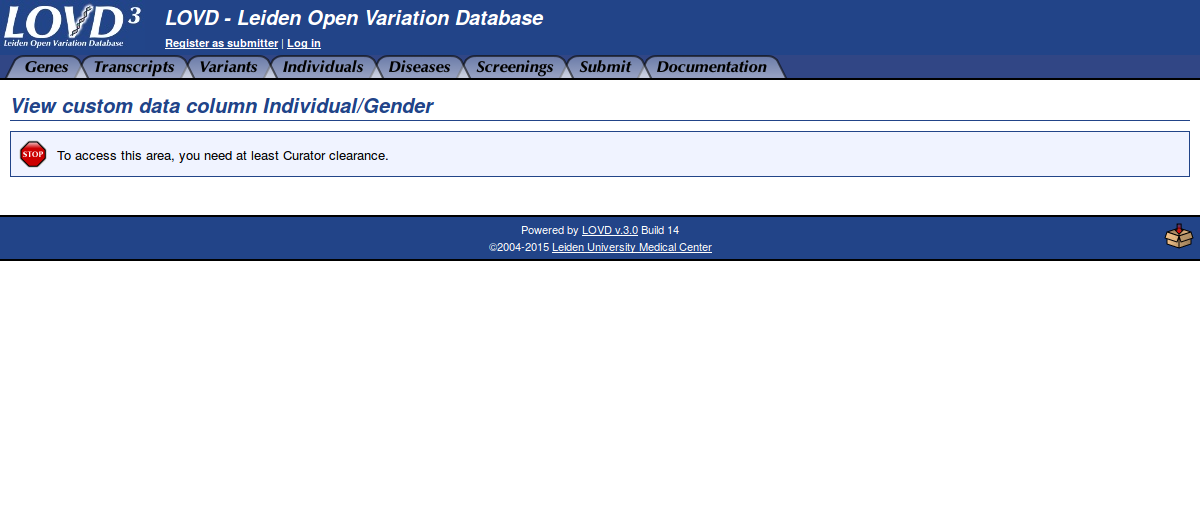 LOVD 3
Leiden Open Variation Database
LOVD - Leiden Open Variation Database
Register as submitter | Log in
Genes Transcripts Variants Individuals Diseases Screenings Submit Documentation
View custom data column Individual/Gender
STOP To access this area, you need at least Curator clearance.
Powered by LOVD v.3.0 Build 14
©2004-2015 Leiden University Medical Center